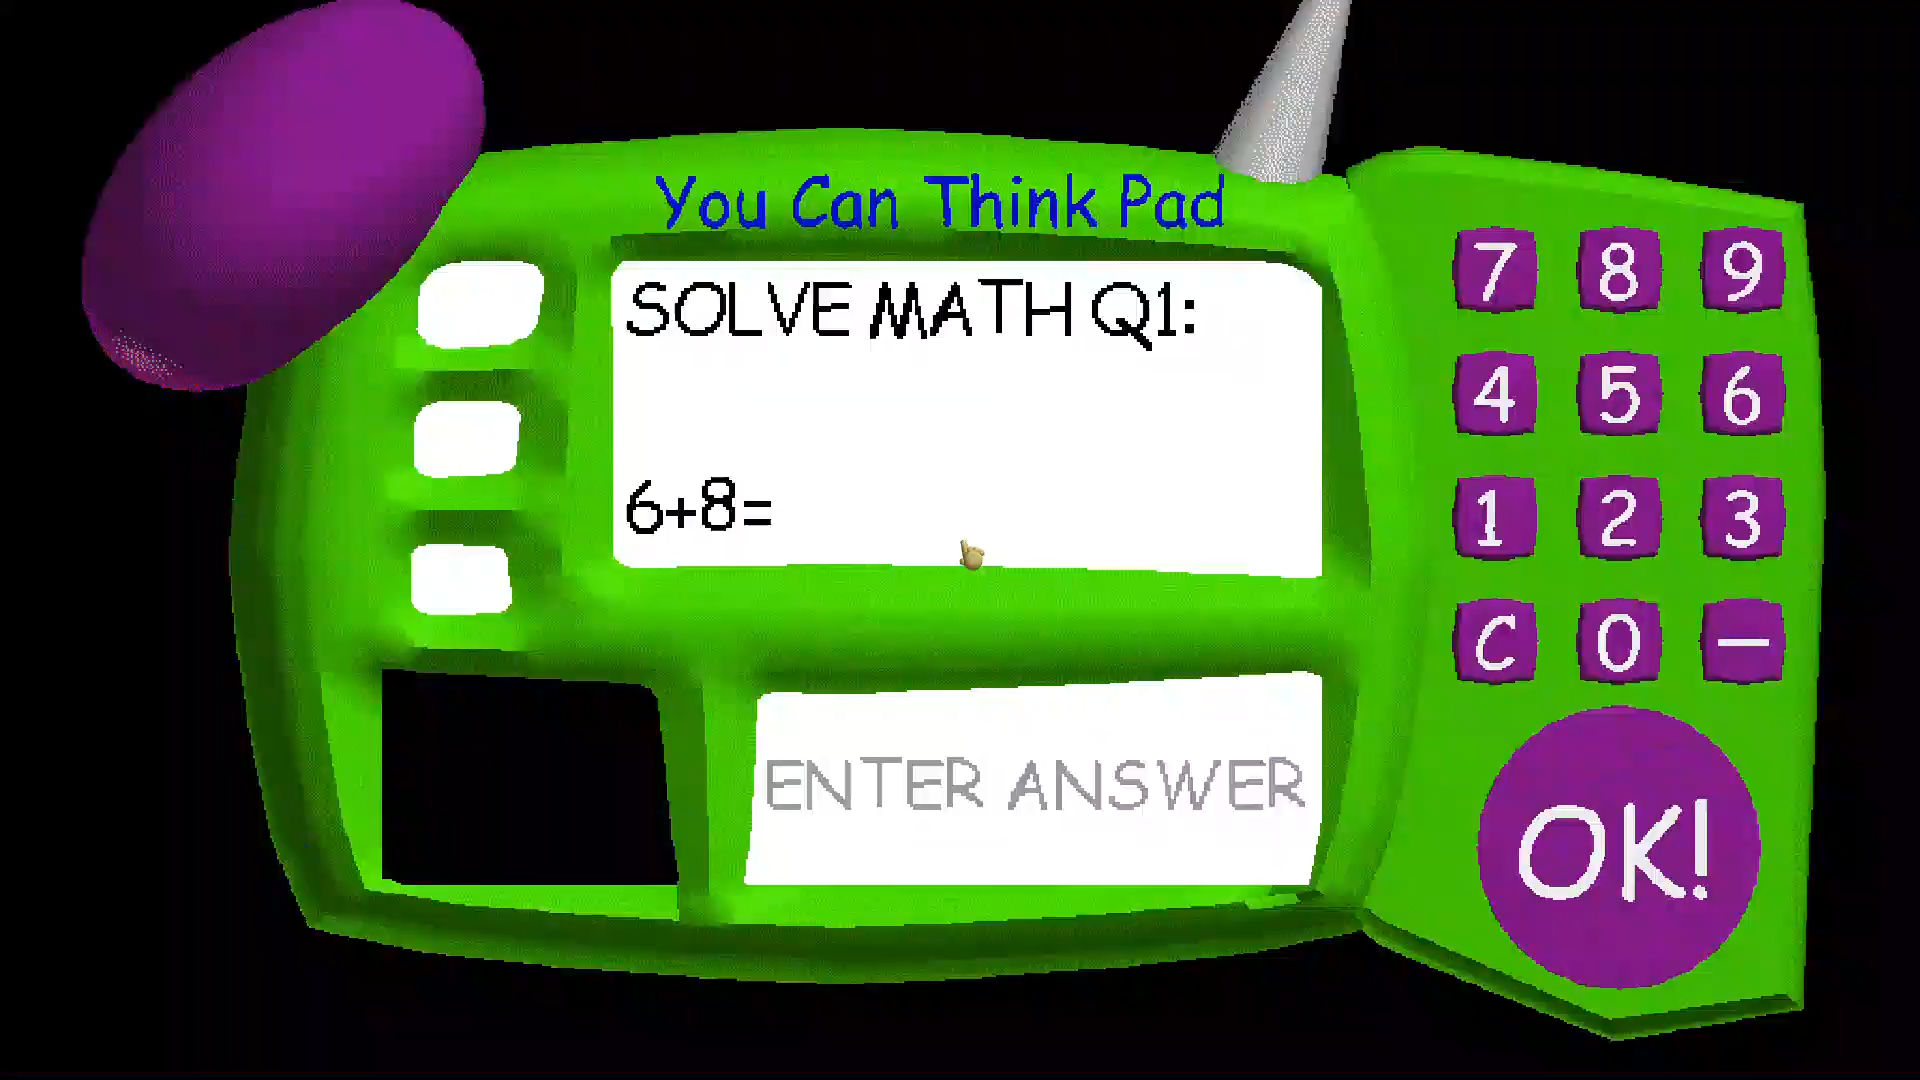 You Can Think Pad
SOLVE MATH Q1:
6+8=
ENTER ANSWER
7 8 9
4 5 6
1 2 3
C 0 —
OK!